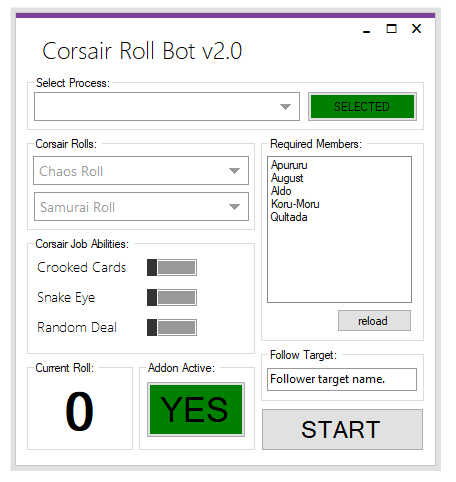 Corsair Roll Bot v2.0
Select Process:
SELECTED
Corsair Rolls:
Chaos Roll
Samurai Roll
Required Members:
Apururu
August
Aldo
Koru-Moru
Qultada
reload
Corsair Job Abilities:
Crooked Cards
Snake Eye
Random Deal
Current Roll:
0
Addon Active:
YES
Follow Target:
Follower target name.
START